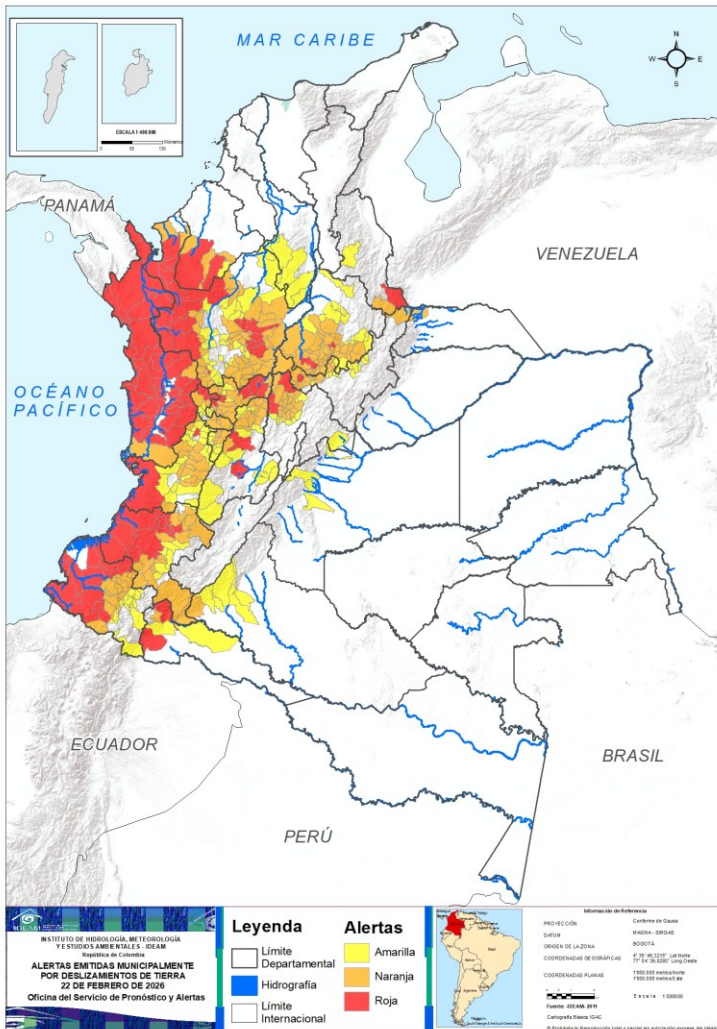 MAR CARIBE
N
W
E
S
ESCALA 1:400.000
PANAMÁ
VENEZUELA
OCÉANO
PACÍFICO
ECUADOR
BRASIL
PERÚ
IDEAM
INSTITUTO DE HIDROLOGÍA, METEOROLOGÍA
Y ESTUDIOS AMBIENTALES - IDEAM
República de Colombia
ALERTAS EMITIDAS MUNICIPALMENTE
POR DESLIZAMIENTOS DE TIERRA
22 DE FEBRERO DE 2026
Oficina del Servicio de Pronóstico y Alertas
Leyenda
Límite
Departamental
Hidrografía
Límite
Internacional
Alertas
Amarilla
Naranja
Roja
Información de Referencia
PROYECCIÓN
Conforme de Gauss
DATUM
MAGNA - SIRGAS
ORIGEN DE LA ZONA
BOGOTÁ
COORDENADAS GEOGRÁFICAS
COORDENADAS PLANAS
Escala
Fuente: IDEAM 2011
Cartografía Básica IGAC